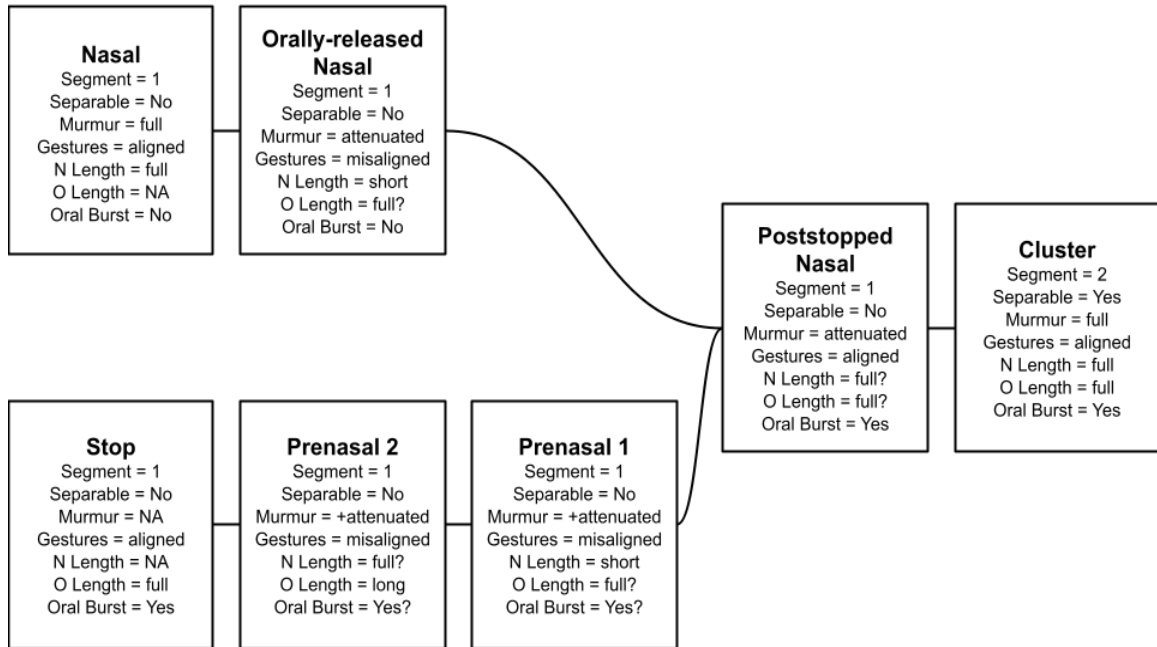 Nasal
Segment = 1
Separable = No
Murmur = full
Gestures = aligned
N Length = full
O Length = NA
Oral Burst = No
Orally-released
Nasal
Segment = 1
Separable = No
Murmur = attenuated
Gestures = misaligned
N Length = short
O Length = full?
Oral Burst = No
Poststopped
Nasal
Segment = 1
Separable = No
Murmur = attenuated
Gestures = aligned
N Length = full?
O Length = full?
Oral Burst = Yes
Cluster
Segment = 2
Separable = Yes
Murmur = full
Gestures = aligned
N Length = full
O Length = full
Oral Burst = Yes
Stop
Segment = 1
Separable = No
Murmur = NA
Gestures = aligned
N Length = NA
O Length = full
Oral Burst = Yes
Prenasal 2
Segment = 1
Separable = No
Murmur = +attenuated
Gestures = misaligned
N Length = full?
O Length = long
Oral Burst = Yes?
Prenasal 1
Segment = 1
Separable = No
Murmur = +attenuated
Gestures = misaligned
N Length = short
O Length = full?
Oral Burst = Yes?